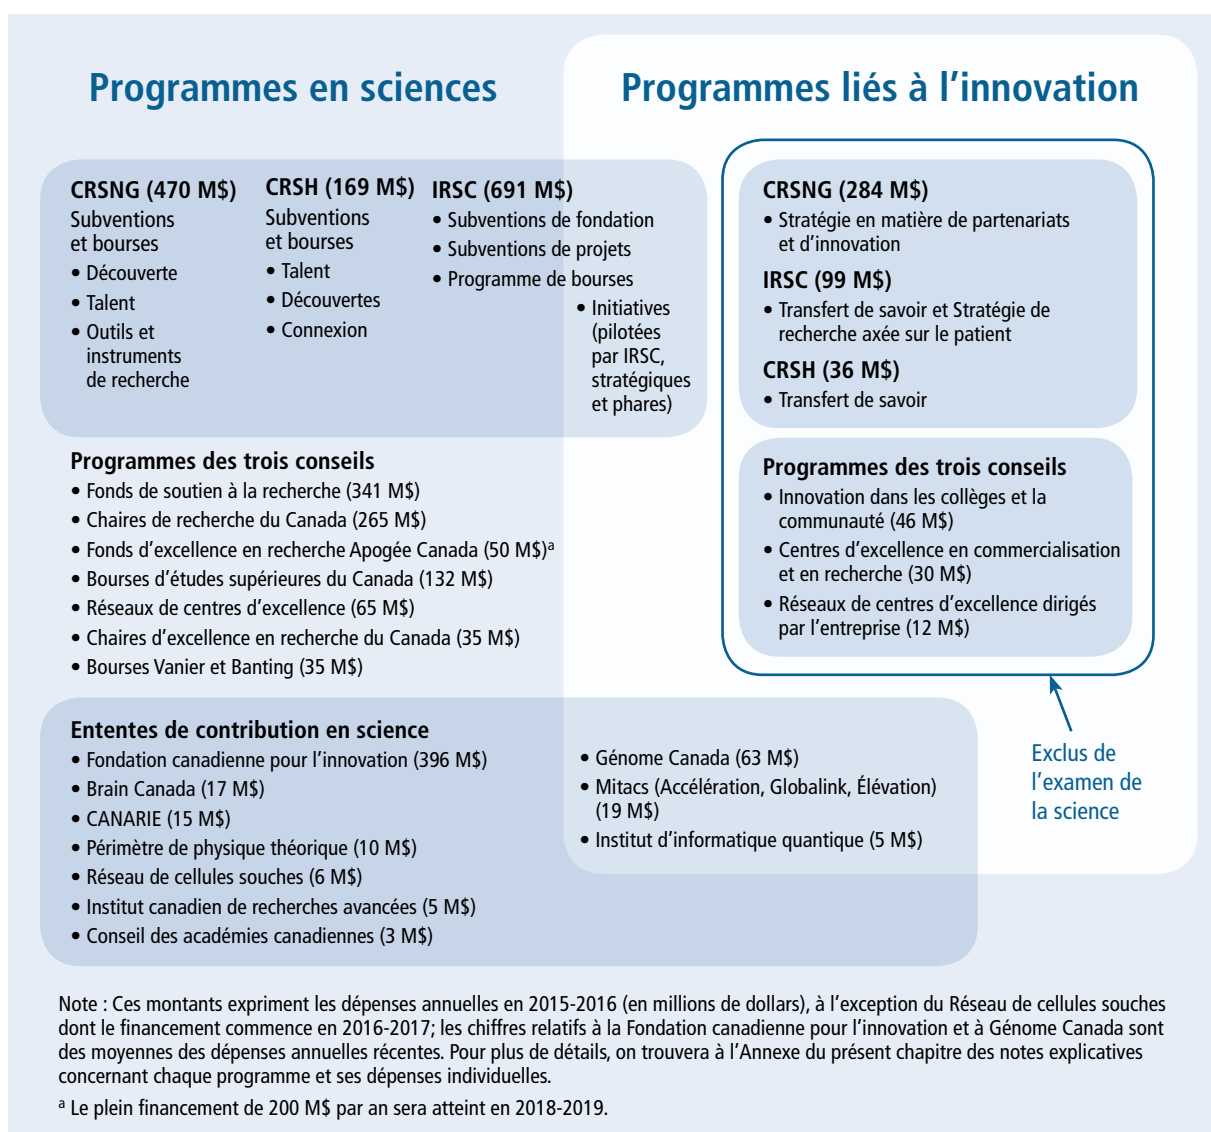 Programmes en sciences
Programmes liés à l’innovation
CRSNG (470 M$)
Subventions
et bourses
• Découverte
• Talent
• Outils et
instruments
de recherche
CRSH (169 M$)
Subventions
et bourses
• Talent
• Découvertes
• Connexion
IRSC (691 M$)
• Subventions de fondation
• Subventions de projets
• Programme de bourses
• Initiatives
(pilotées
par IRSC,
stratégiques
et phares)
CRSNG (284 M$)
• Stratégie en matière de partenariats
et d’innovation
IRSC (99 M$)
• Transfert de savoir et Stratégie de
recherche axée sur le patient
CRSH (36 M$)
• Transfert de savoir
Programmes des trois conseils
• Fonds de soutien à la recherche (341 M$)
• Chaires de recherche du Canada (265 M$)
• Fonds d’excellence en recherche Apogée Canada (50 M$)ᵃ
• Bourses d’études supérieures du Canada (132 M$)
• Réseaux de centres d’excellence (65 M$)
• Chaires d’excellence en recherche du Canada (35 M$)
• Bourses Vanier et Banting (35 M$)
Programmes des trois conseils
• Innovation dans les collèges et la
communauté (46 M$)
• Centres d’excellence en commercialisation
et en recherche (30 M$)
• Réseaux de centres d’excellence dirigés
par l’entreprise (12 M$)
Exclus de
l’examen de
la science
Ententes de contribution en science
• Fondation canadienne pour l’innovation (396 M$)
• Brain Canada (17 M$)
• CANARIE (15 M$)
• Périmètre de physique théorique (10 M$)
• Réseau de cellules souches (6 M$)
• Institut canadien de recherches avancées (5 M$)
• Conseil des académies canadiennes (3 M$)
• Génome Canada (63 M$)
• Mitacs (Accélération, Globalink, Élévation)
(19 M$)
• Institut d’informatique quantique (5 M$)
Note : Ces montants expriment les dépenses annuelles en 2015-2016 (en millions de dollars), à l’exception du Réseau de cellules souches
dont le financement commence en 2016-2017; les chiffres relatifs à la Fondation canadienne pour l’innovation et à Génome Canada sont
des moyennes des dépenses annuelles récentes. Pour plus de détails, on trouvera à l’Annexe du présent chapitre des notes explicatives
concernant chaque programme et ses dépenses individuelles.
ᵃ Le plein financement de 200 M$ par an sera atteint en 2018-2019.